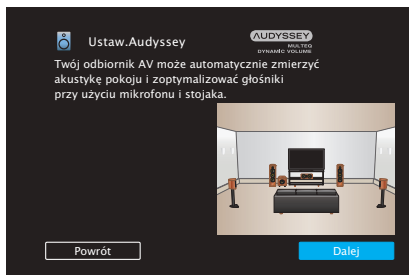 Ustaw.Audyssey
AUDYSSEY
MULTEQ
DYNAMIC VOLUME
Twój odbiornik AV może automatycznie zmierzyć
akustykę pokoju i zoptymalizować głośniki
przy użyciu mikrofonu i stojaka.
Powrót
Dalej